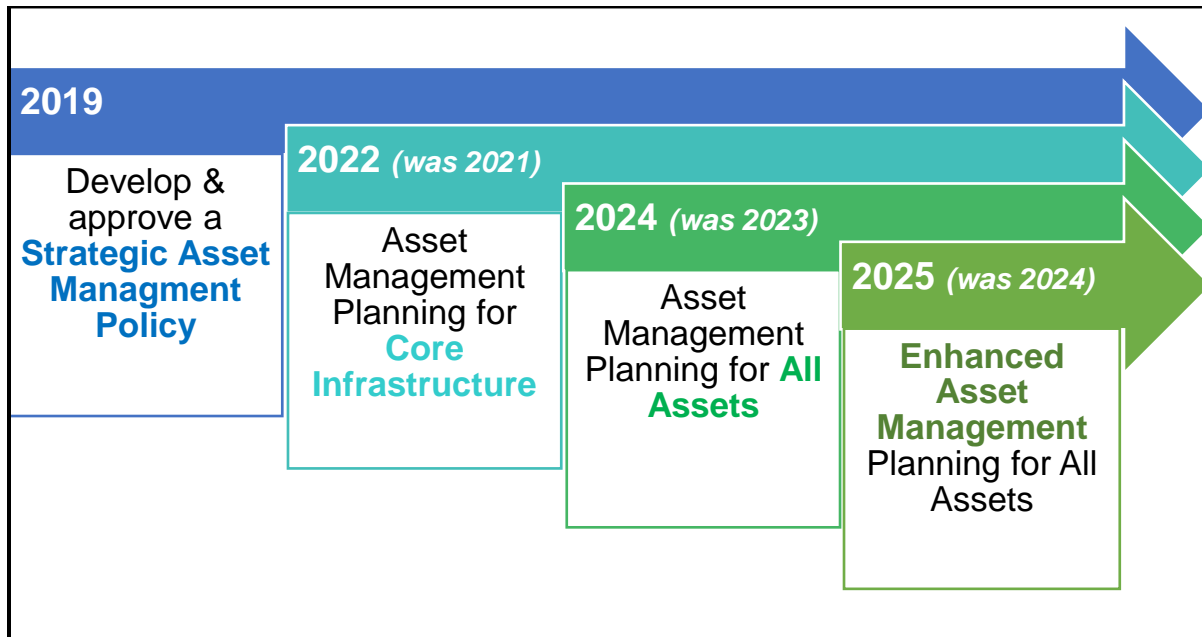 2019
Develop &
approve a
Strategic Asset
Managment
Policy
2022 (was 2021)
Asset
Management
Planning for
Core
Infrastructure
2024 (was 2023)
Asset
Management
Planning for All
Assets
2025 (was 2024)
Enhanced
Asset
Management
Planning for All
Assets